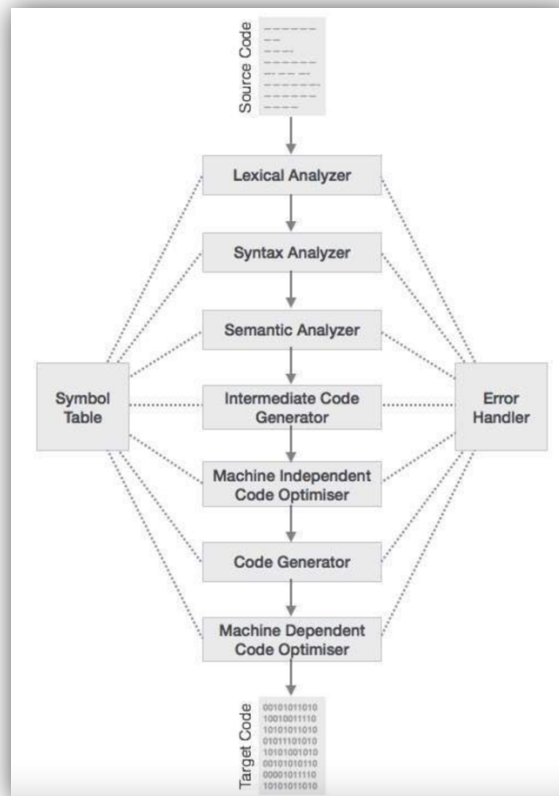 Source Code
Lexical Analyzer
Syntax Analyzer
Semantic Analyzer
Symbol
Table
Intermediate Code
Generator
Error
Handler
Machine Independent
Code Optimiser
Code Generator
Machine Dependent
Code Optimiser
Target Code
00101011010
10010011110
10101011010
01011101010
10101001010
00101010110
00001011110
10101011010